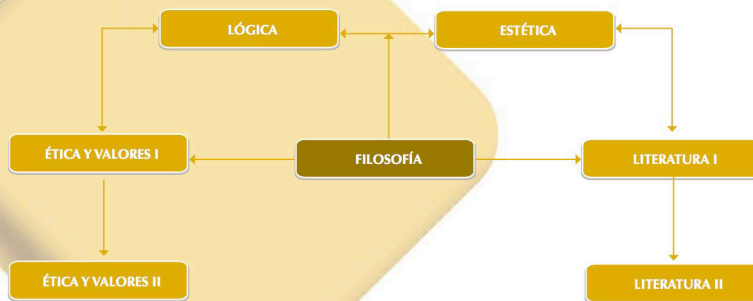 LÓGICA
ESTÉTICA
ÉTICA Y VALORES I
FILOSOFÍA
LITERATURA I
ÉTICA Y VALORES II
LITERATURA II